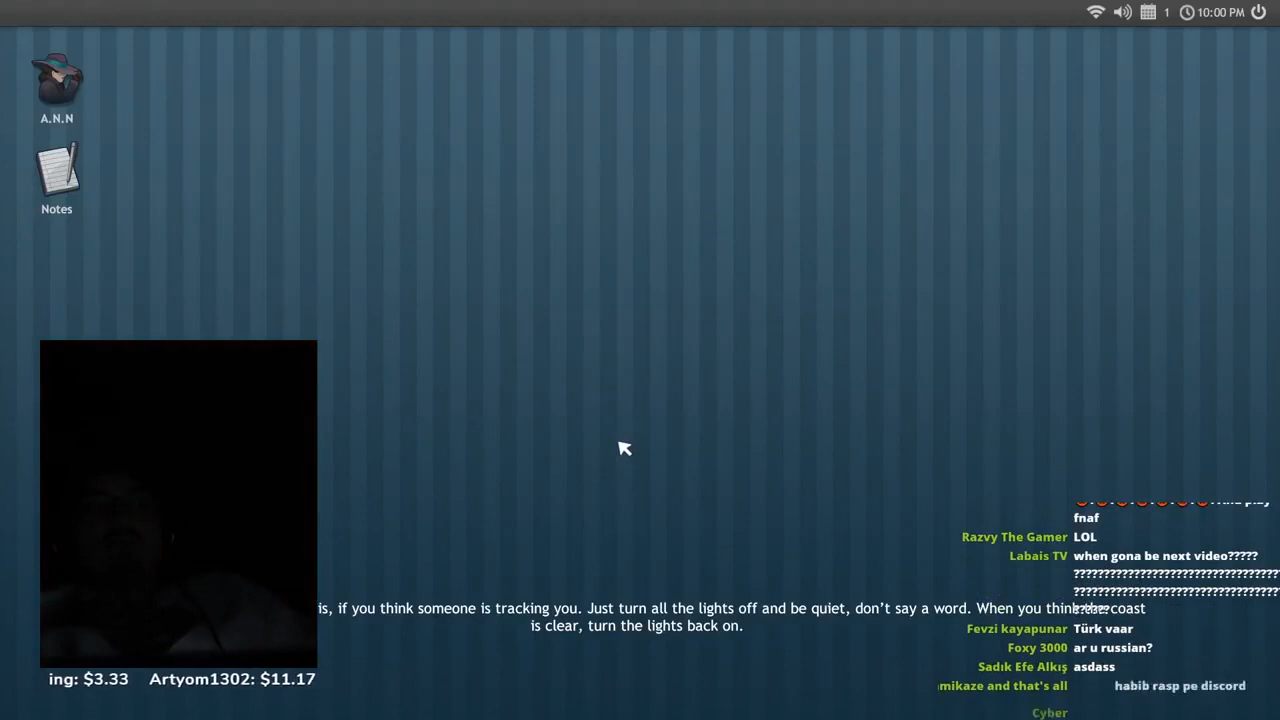 1 10:00 PM
A.N.N
Notes
fnaf
Razvy The Gamer LOL
Labais TV when gona be next video?????
????????????????????????????????????
????????????????????????????????????
is, if you think someone is tracking you. Just turn all the lights off and be quiet, don't say a word. When you think the coast
is clear, turn the lights back on.
Fevzi kayapunar Türk vaar
Foxy 3000 ar u russian?
Sadık Efe Alkış asdass
mikaze and that's all habib rasp pe discord
ing: $3.33 Artyom1302: $11.17
Cyber